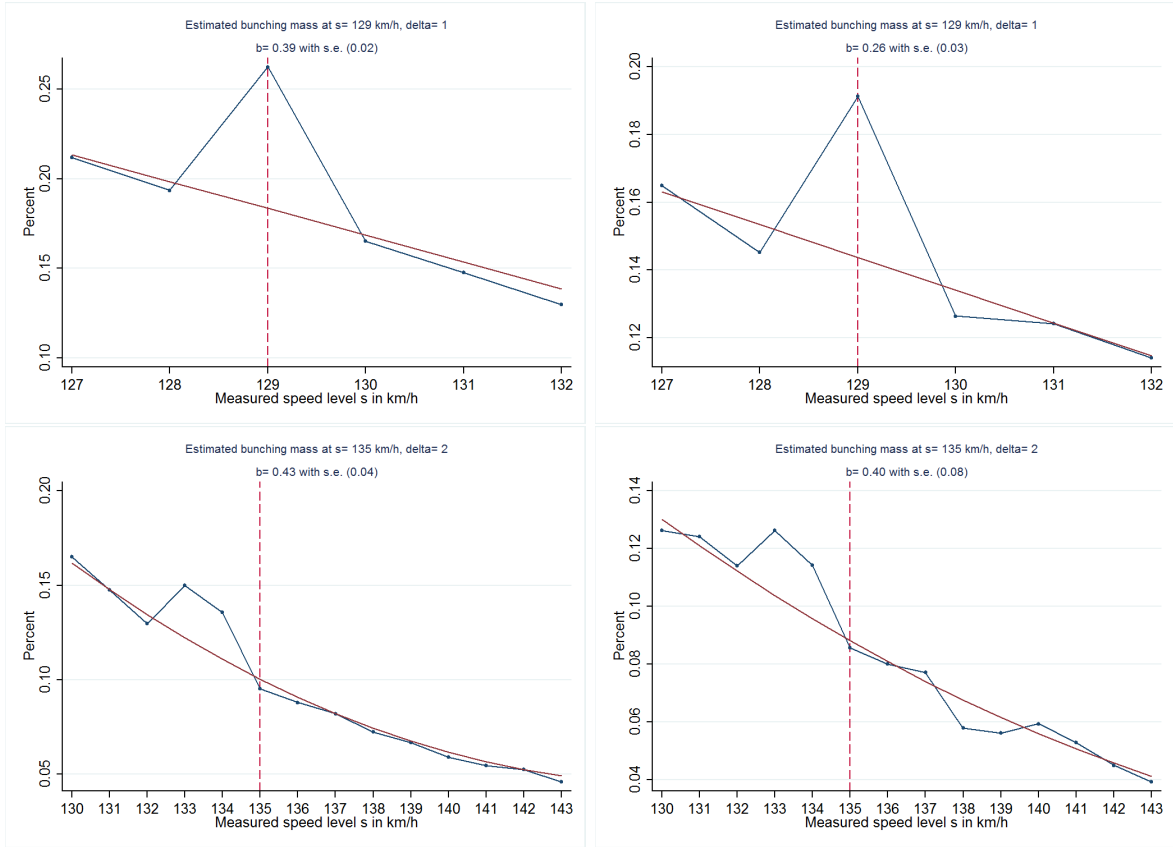 Estimated bunching mass at s= 129 km/h, delta= 1
b= 0.39 with s.e. (0.02)
Percent
0.25
0.20
0.15
0.10
127 128 129 130 131 132
Measured speed level s in km/h
Estimated bunching mass at s= 129 km/h, delta= 1
b= 0.26 with s.e. (0.03)
Percent
0.20
0.18
0.16
0.14
0.12
127 128 129 130 131 132
Measured speed level s in km/h
Estimated bunching mass at s= 135 km/h, delta= 2
b= 0.43 with s.e. (0.04)
Percent
0.20
0.15
0.10
0.05
130 131 132 133 134 135 136 137 138 139 140 141 142 143
Measured speed level s in km/h
Estimated bunching mass at s= 135 km/h, delta= 2
b= 0.40 with s.e. (0.08)
Percent
0.14
0.12
0.10
0.08
0.06
0.04
130 131 132 133 134 135 136 137 138 139 140 141 142 143
Measured speed level s in km/h